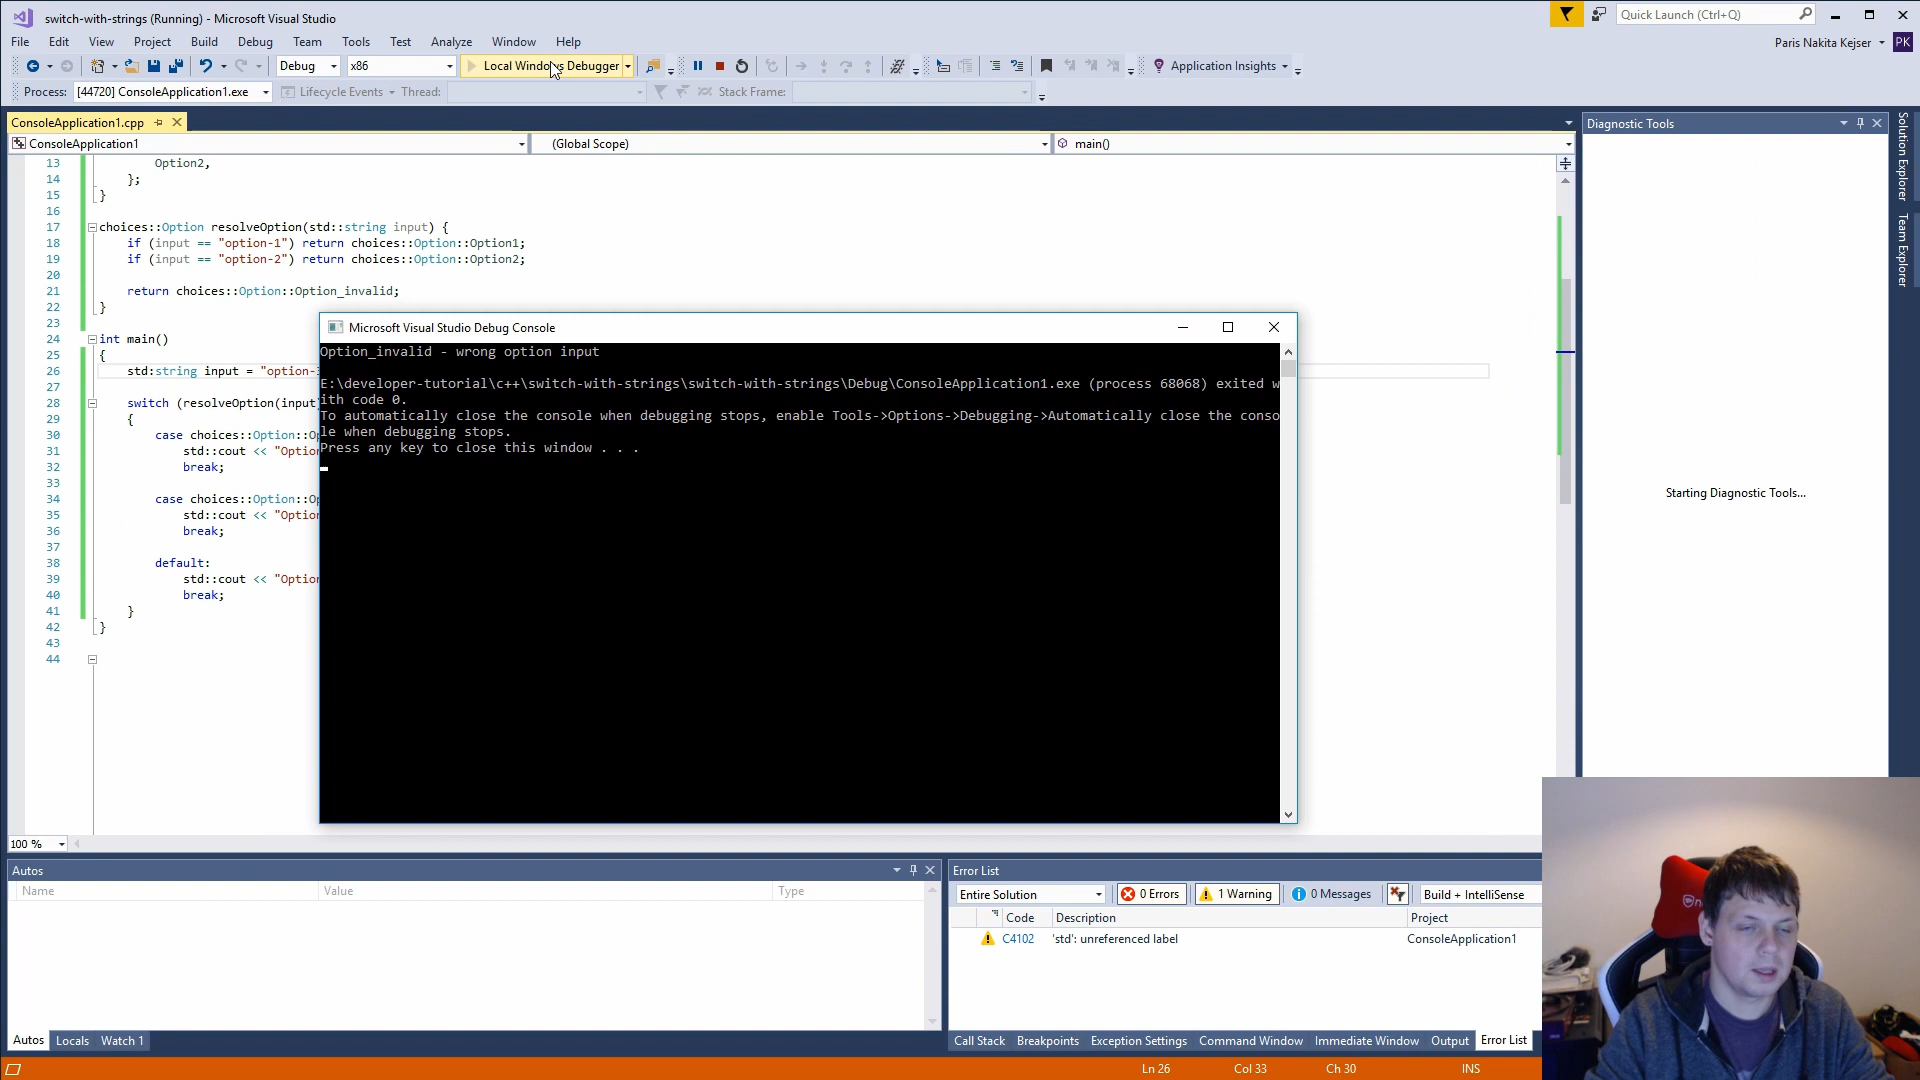 switch-with-strings (Running) - Microsoft Visual Studio
Quick Launch (Ctrl+Q)
File Edit View Project Build Debug Team Tools Test Analyze Window Help
Paris Nakita Kejser PK
Debug x86 Local Windows Debugger Application Insights
Process: [44720] ConsoleApplication1.exe Lifecycle Events Thread: Stack Frame:
ConsoleApplication1.cpp
Diagnostic Tools
ConsoleApplication1 (Global Scope) main()
Solution Explorer
Team Explorer
13 Option2,
14 };
15 }
16
17 choices::Option resolveOption(std::string input) {
18 if (input == "option-1") return choices::Option::Option1;
19 if (input == "option-2") return choices::Option::Option2;
20
21 return choices::Option::Option_invalid;
22 }
23
24 int main()
25 {
26 std:string input = "option-
27
28 switch (resolveOption(input
29 {
30 case choices::Option::Op
31 std::cout << "Option
32 break;
33
34 case choices::Option::Op
35 std::cout << "Option
36 break;
37
38 default:
39 std::cout << "Option
40 break;
41 }
42 }
43
44
Microsoft Visual Studio Debug Console
Option_invalid - wrong option input
E:\developer-tutorial\c++\switch-with-strings\switch-with-strings\Debug\ConsoleApplication1.exe (process 68068) exited w
ith code 0.
To automatically close the console when debugging stops, enable Tools->Options->Debugging->Automatically close the conso
le when debugging stops.
Press any key to close this window . . .
Starting Diagnostic Tools...
100 %
Autos
Name Value Type
Autos Locals Watch 1
Error List
Entire Solution 0 Errors 1 Warning 0 Messages Build + IntelliSense
Code Description Project
C4102 'std': unreferenced label ConsoleApplication1
Call Stack Breakpoints Exception Settings Command Window Immediate Window Output Error List
Ln 26 Col 33 Ch 30 INS